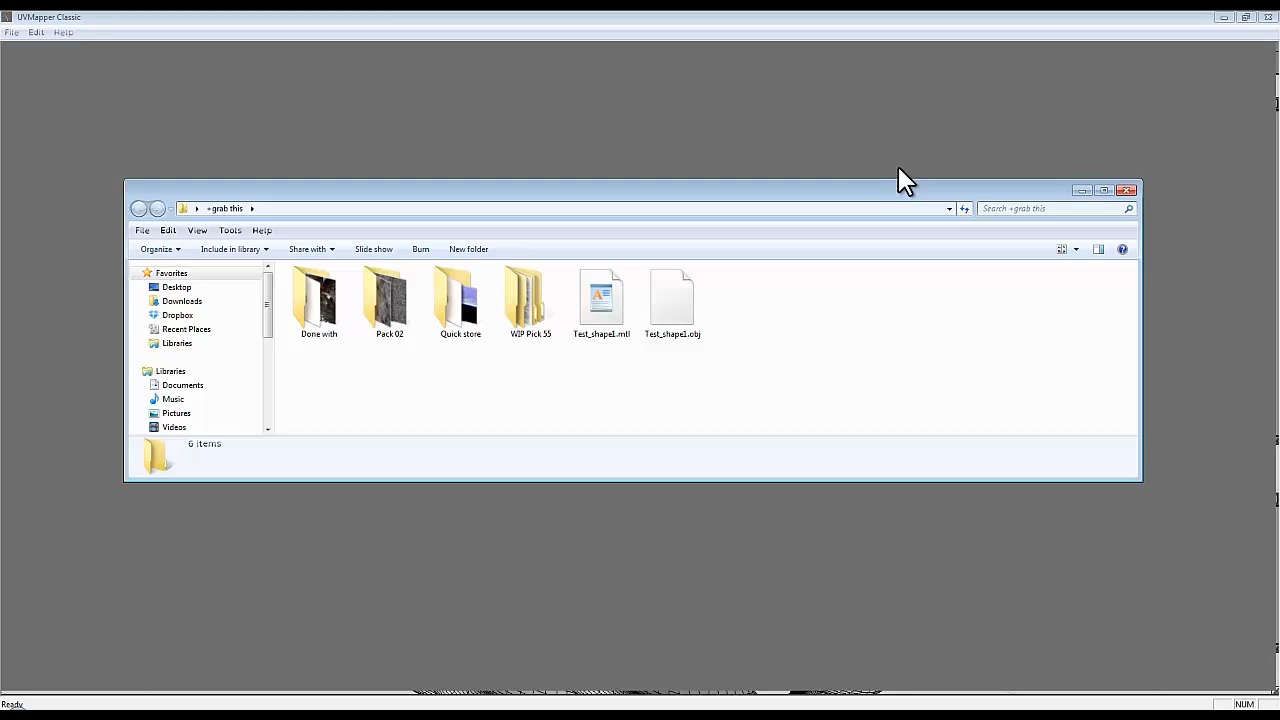 UVMapper Classic
File Edit Help
+grab this
Search +grab this
File Edit View Tools Help
Organize Include in library Share with Slide show Burn New folder
Favorites
Desktop
Downloads
Dropbox
Recent Places
Libraries
Libraries
Documents
Music
Pictures
Videos
Done with
Pack 02
Quick store
WIP Pick 55
Test_shape1.mtl
Test_shape1.obj
6 items
Ready
NUM